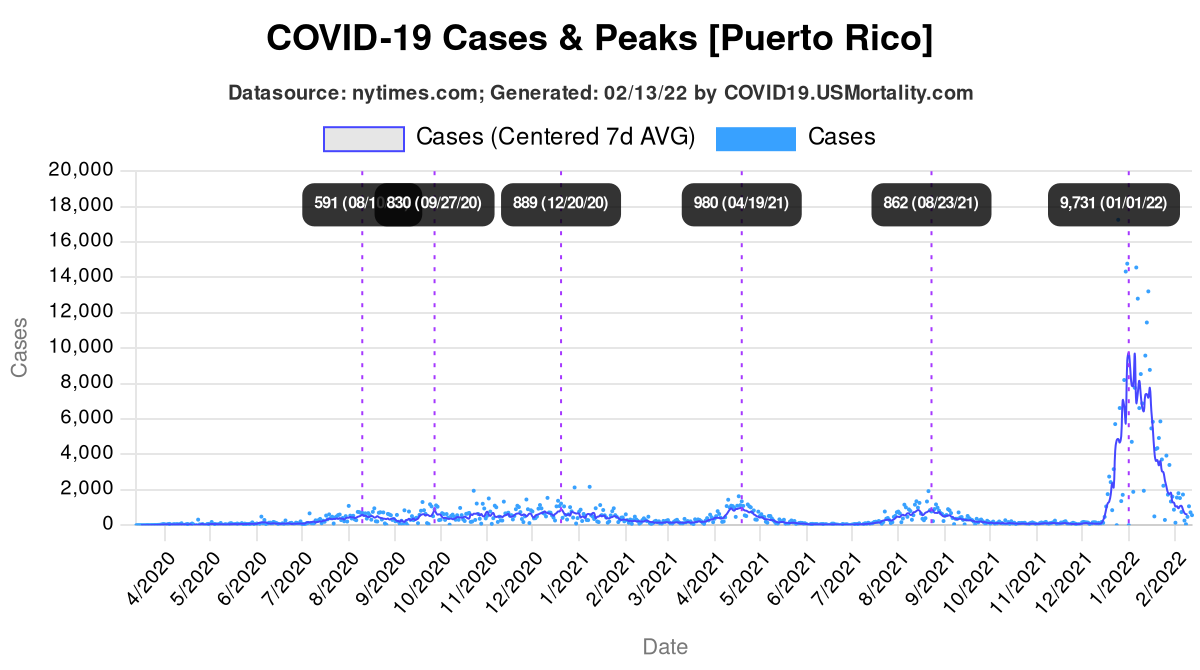 COVID-19 Cases & Peaks [Puerto Rico]
Datasource: nytimes.com; Generated: 02/13/22 by COVID19.USMortality.com
Cases (Centered 7d AVG) Cases
20,000
18,000
16,000
14,000
12,000
10,000
8,000
6,000
4,000
2,000
0
Cases
591 (08/1 830 (09/27/20) 889 (12/20/20) 980 (04/19/21) 862 (08/23/21) 9,731 (01/01/22)
4/2020 5/2020 6/2020 7/2020 8/2020 9/2020 10/2020 11/2020 12/2020 1/2021 2/2021 3/2021 4/2021 5/2021 6/2021 7/2021 8/2021 9/2021 10/2021 11/2021 12/2021 1/2022 2/2022
Date